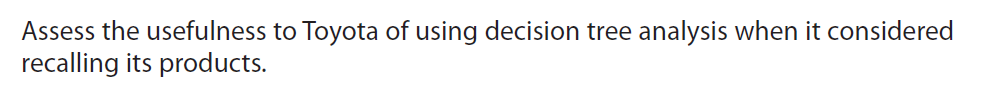 Assess the usefulness to Toyota of using decision tree analysis when it considered
recalling its products.